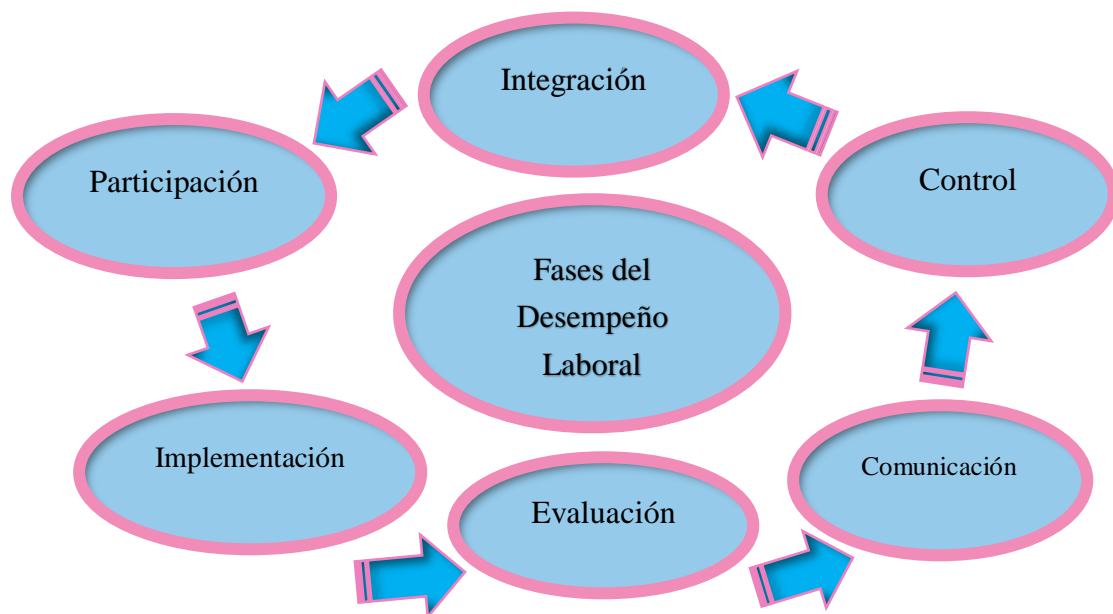 Integración
Participación
Control
Fases del
Desempeño
Laboral
Implementación
Comunicación
Evaluación